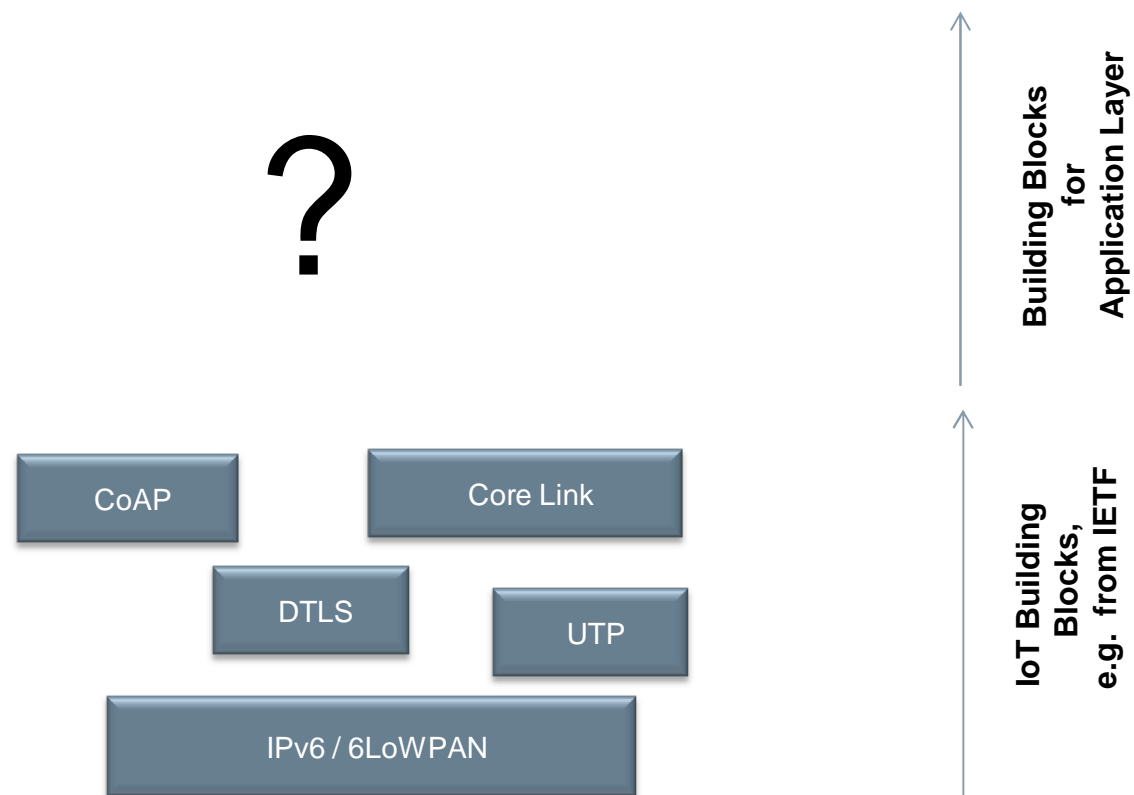 ?
Building Blocks
for
Application Layer
CoAP
Core Link
DTLS
UTP
IPv6 / 6LoWPAN
IoT Building
Blocks,
e.g. from IETF